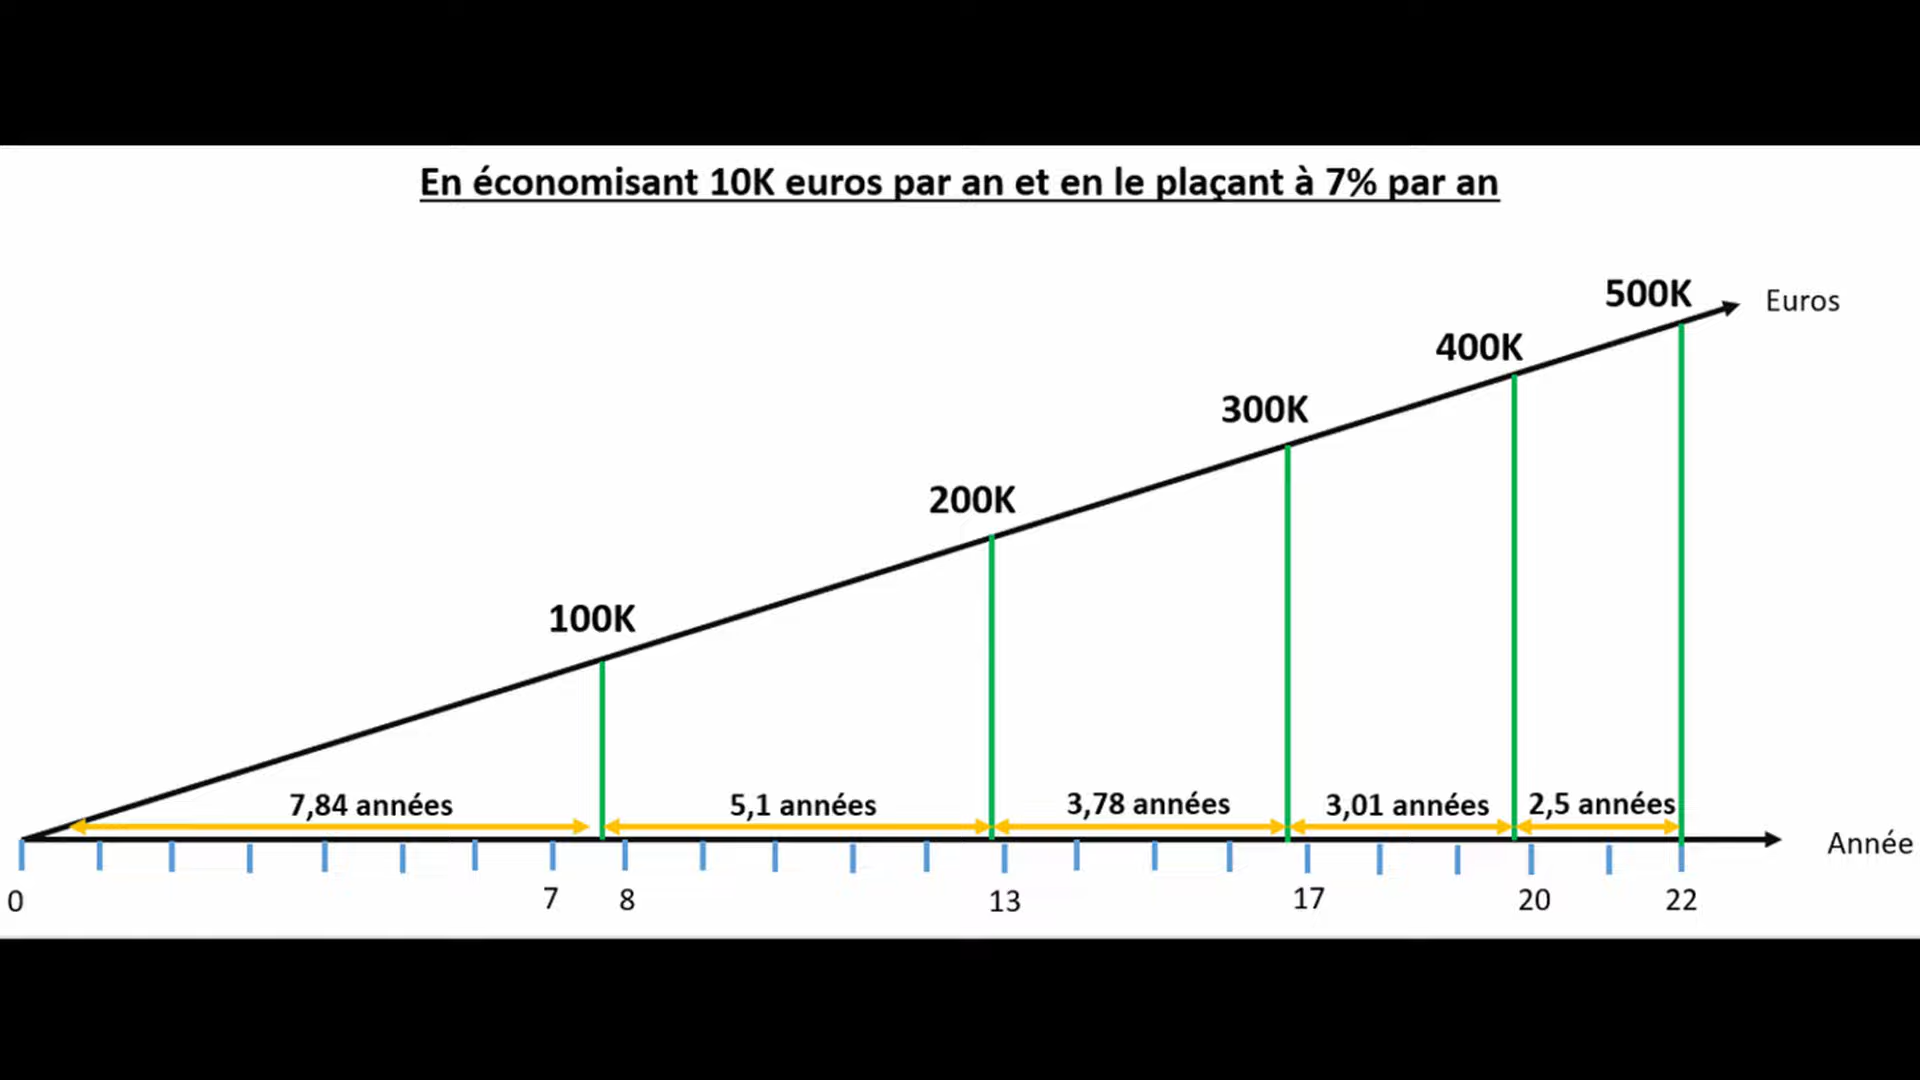 En économisant 10K euros par an et en le plaçant à 7% par an
500K
Euros
400K
300K
200K
100K
7,84 années
5,1 années
3,78 années
3,01 années
2,5 années
Année
0
7
8
13
17
20
22